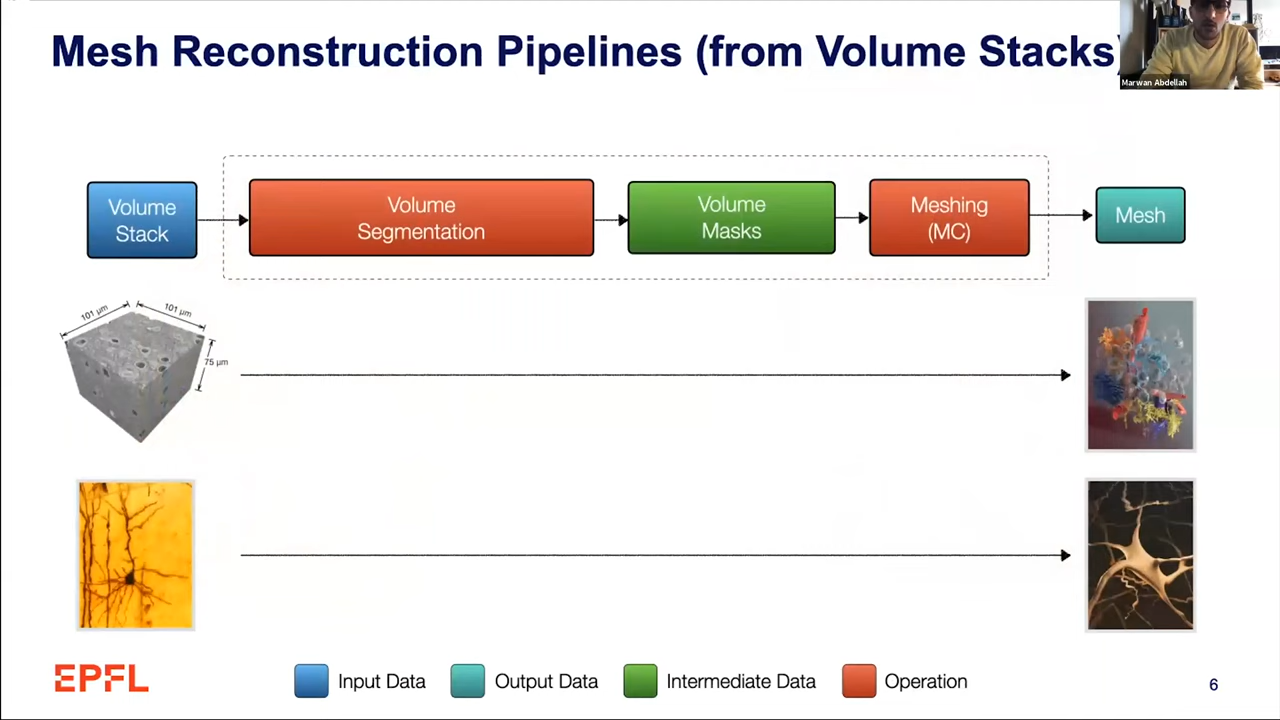 Mesh Reconstruction Pipelines (from Volume Stacks)
Marwan Abdellah
Volume
Stack
Volume
Segmentation
Volume
Masks
Meshing
(MC)
Mesh
101 µm
101 µm
75 µm
EPFL
Input Data
Output Data
Intermediate Data
Operation
6